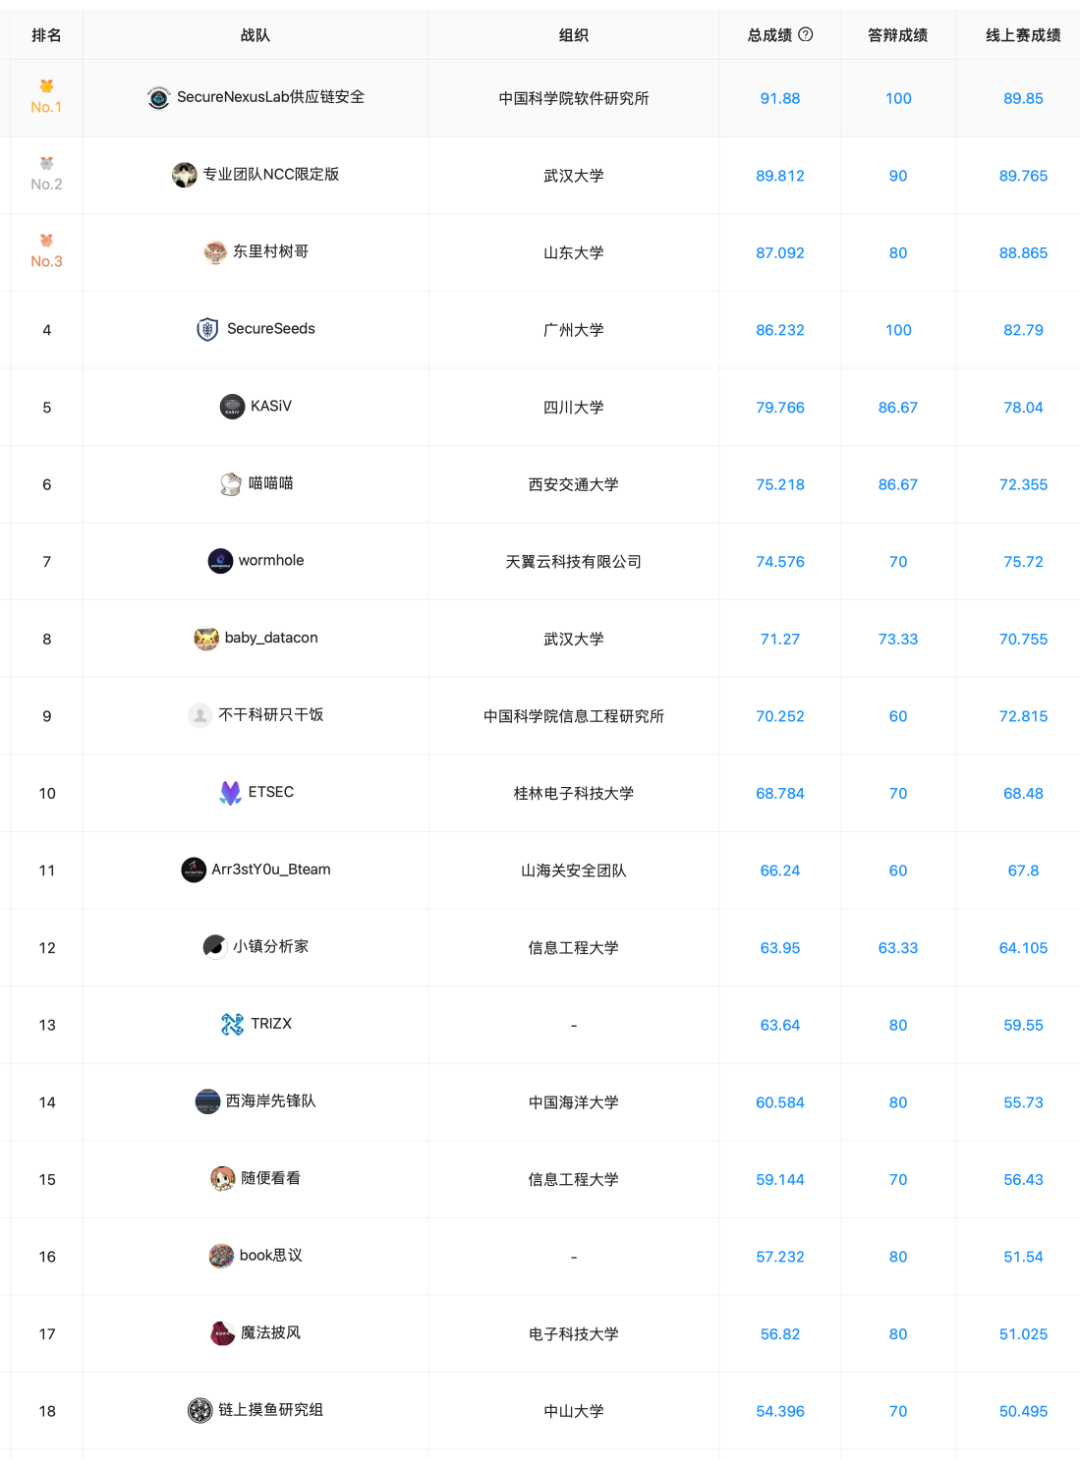 排名 战队 组织 总成绩 ? 答辩成绩 线上赛成绩
No.1 SecureNexusLab供应链安全 中国科学院软件研究所 91.88 100 89.85
No.2 专业团队NCC限定版 武汉大学 89.812 90 89.765
No.3 东里村树哥 山东大学 87.092 80 88.865
4 SecureSeeds 广州大学 86.232 100 82.79
5 KASiV 四川大学 79.766 86.67 78.04
6 喵喵喵 西安交通大学 75.218 86.67 72.355
7 wormhole 天翼云科技有限公司 74.576 70 75.72
8 baby_datacon 武汉大学 71.27 73.33 70.755
9 不干科研只干饭 中国科学院信息工程研究所 70.252 60 72.815
10 ETSEC 桂林电子科技大学 68.784 70 68.48
11 Arr3stY0u_Bteam 山海关安全团队 66.24 60 67.8
12 小镇分析家 信息工程大学 63.95 63.33 64.105
13 TRIZX - 63.64 80 59.55
14 西海岸先锋队 中国海洋大学 60.584 80 55.73
15 随便看看 信息工程大学 59.144 70 56.43
16 book思议 - 57.232 80 51.54
17 魔法披风 电子科技大学 56.82 80 51.025
18 链上摸鱼研究组 中山大学 54.396 70 50.495